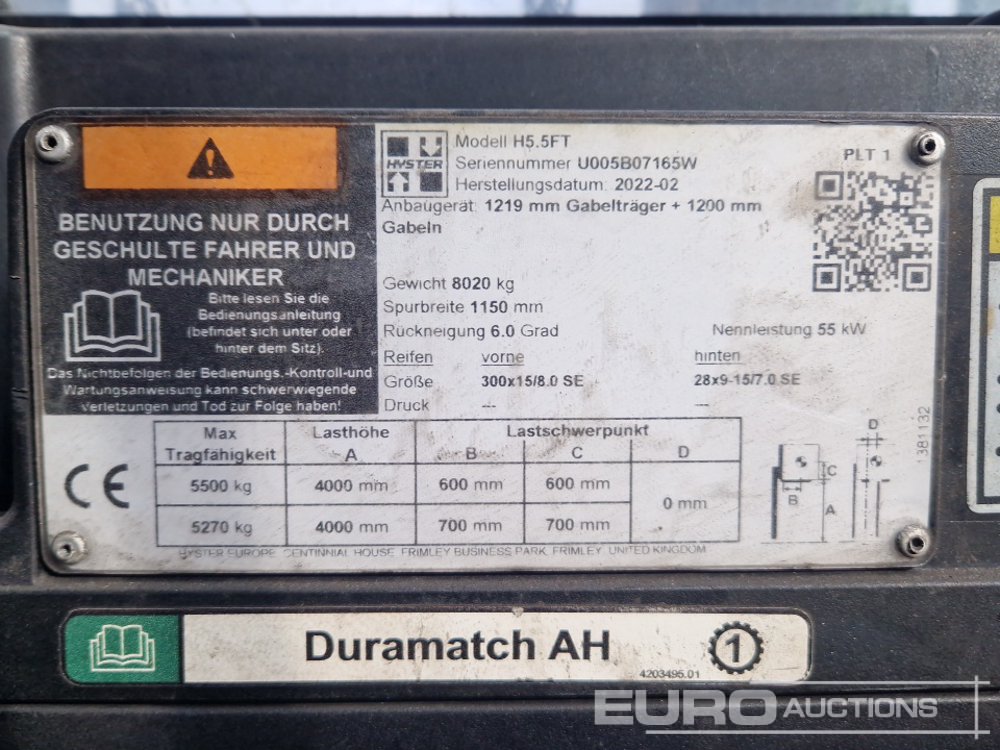 BENUTZUNG NUR DURCH
GESCHULTE FAHRER UND
MECHANIKER
Bitte lesen Sie die
Bedienungsanleitung
(befindet sich unter oder
hinter dem Sitz).
Das Nichtbefolgen der Bedienungs.-Kontroll-und
Wartungsanweisung kann schwerwiegende
Verletzungen und Tod zur Folge haben!
HYSTER
Modell H5.5FT
Seriennummer U005B07165W
Herstellungsdatum: 2022-02
Anbaugerät: 1219 mm Gabelträger + 1200 mm
Gabeln
PLT 1
Gewicht 8020 kg
Spurbreite 1150 mm
Rückneigung 6.0 Grad
Nennleistung 55 kW
Reifen vorne hinten
Größe 300x15/8.0 SE 28x9-15/7.0 SE
Druck --- ---
Max Lasthöhe Lastschwerpunkt
Tragfähigkeit A B C D
5500 kg 4000 mm 600 mm 600 mm
0 mm
5270 kg 4000 mm 700 mm 700 mm
CE
D
C
B
A
1381132
HYSTER EUROPE, CENTINNIAL HOUSE, FRIMLEY BUSINESS PARK, FRIMLEY, UNITED KINGDOM
Duramatch AH
1
4203495.01
EURO AUCTIONS